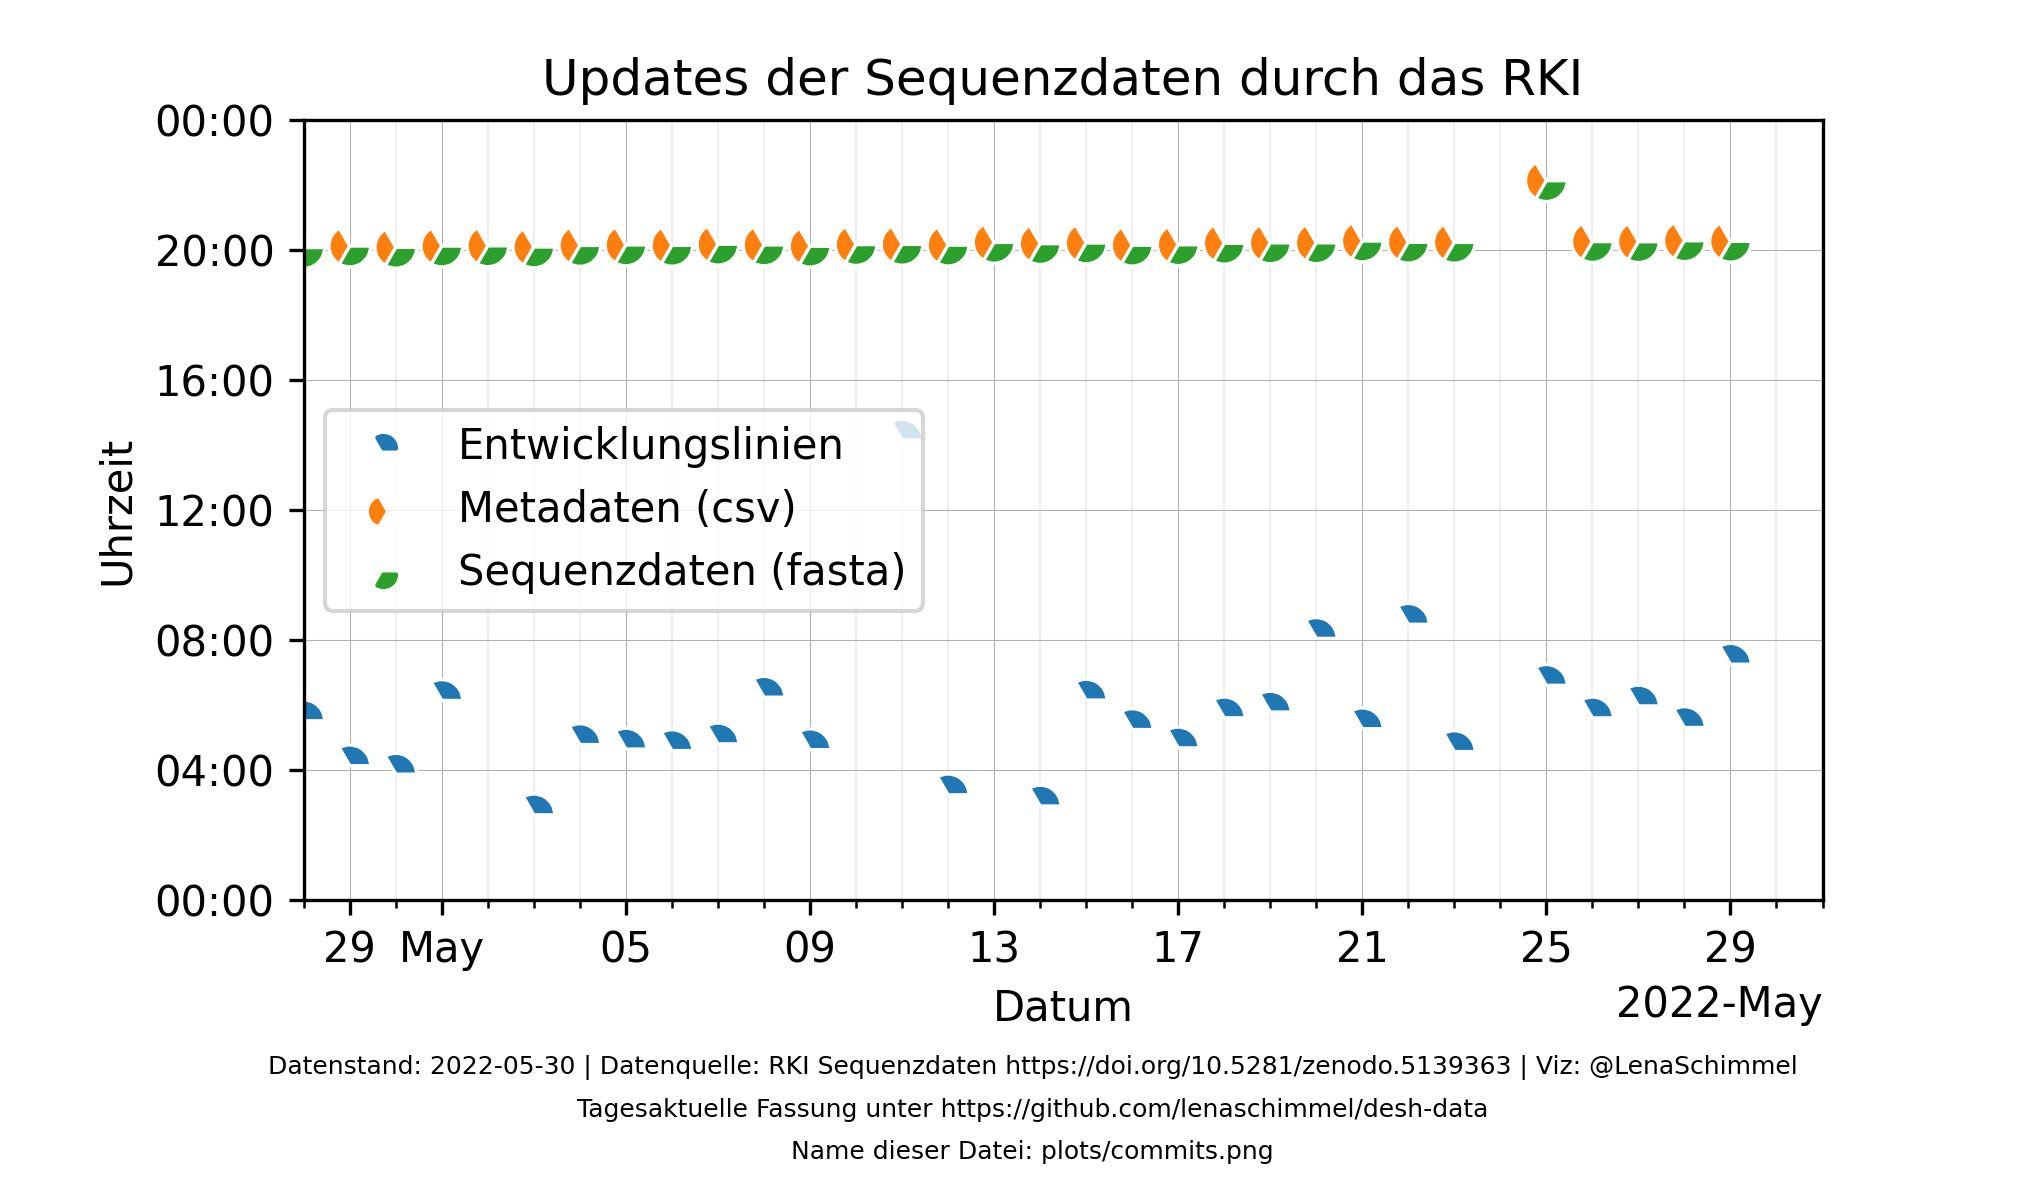 Updates der Sequenzdaten durch das RKI
00:00
20:00
16:00
12:00
08:00
04:00
00:00
Uhrzeit
Entwicklungslinien
Metadaten (csv)
Sequenzdaten (fasta)
29 May 05 09 13 17 21 25 29
Datum
2022-May
Datenstand: 2022-05-30 | Datenquelle: RKI Sequenzdaten https://doi.org/10.5281/zenodo.5139363 | Viz: @LenaSchimmel
Tagesaktuelle Fassung unter https://github.com/lenaschimmel/desh-data
Name dieser Datei: plots/commits.png